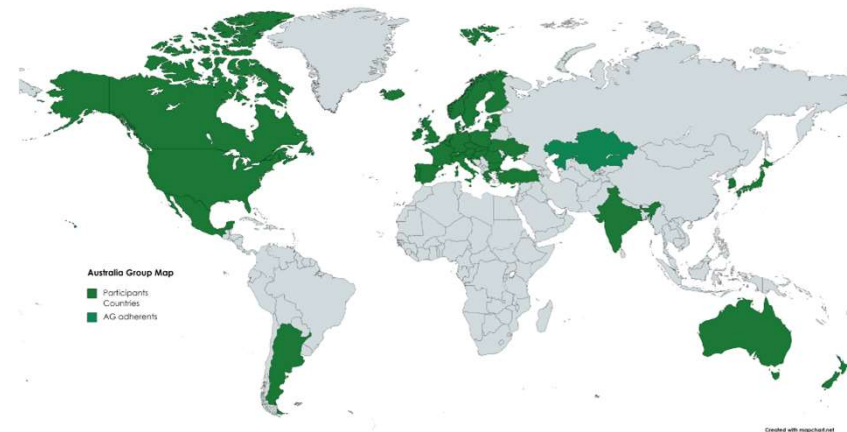 Australia Group Map
Participants
Countries
AG adherents
Created with mapchart.net